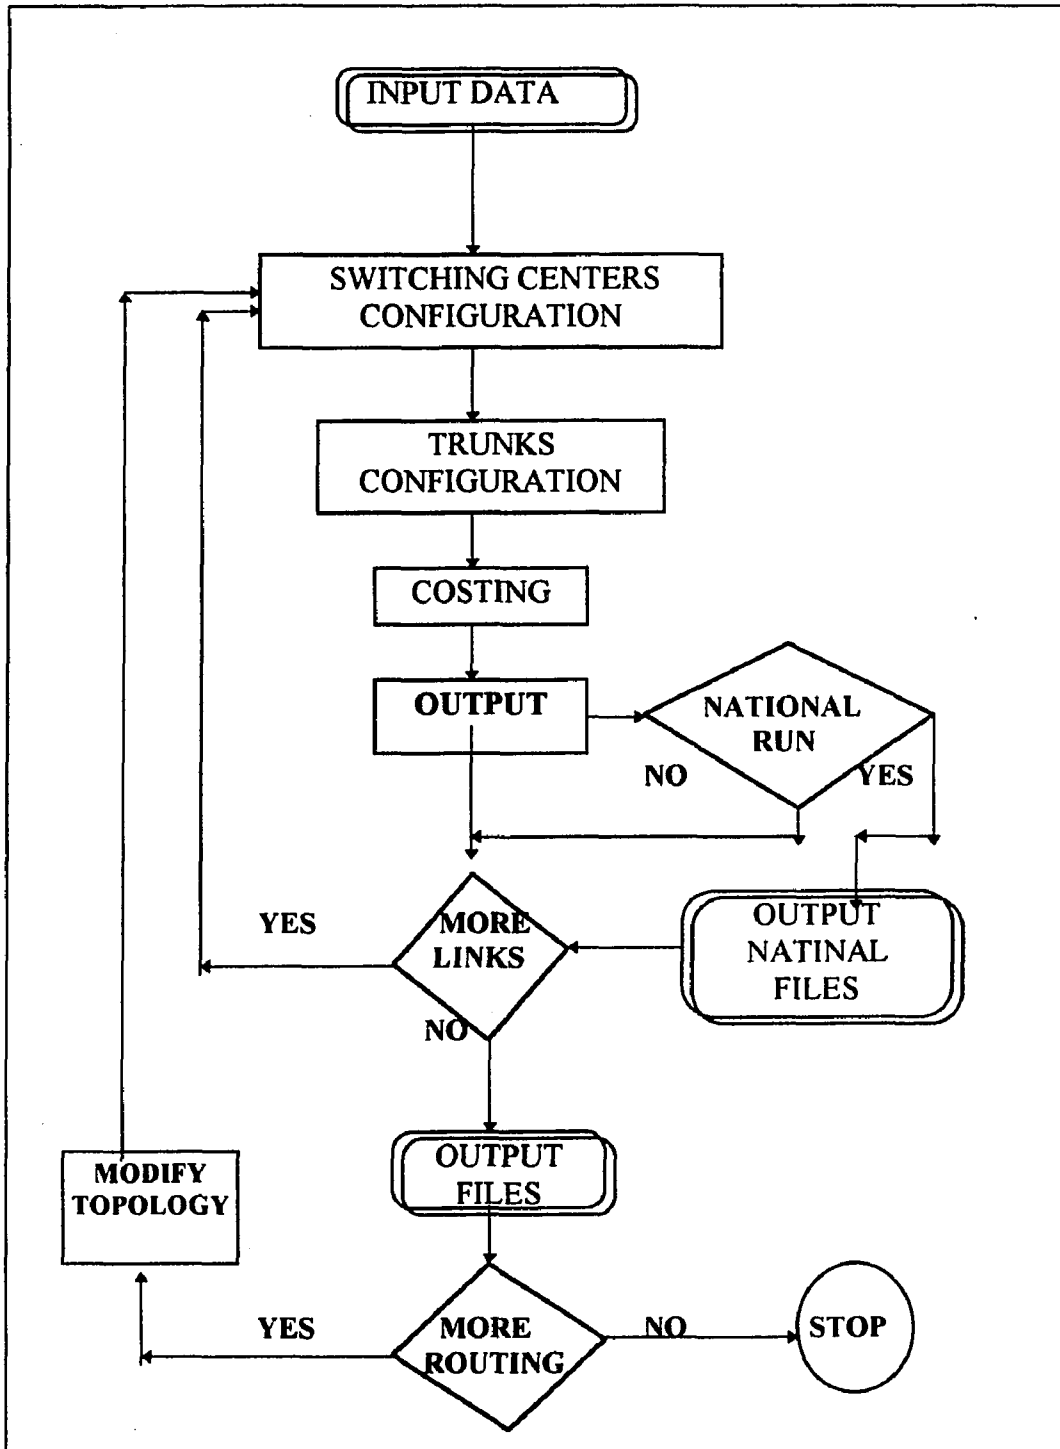 INPUT DATA
SWITCHING CENTERS
CONFIGURATION
TRUNKS
CONFIGURATION
COSTING
OUTPUT
NATIONAL
RUN
NO
YES
YES
MORE
LINKS
OUTPUT
NATINAL
FILES
NO
OUTPUT
FILES
MODIFY
TOPOLOGY
YES
MORE
ROUTING
NO
STOP